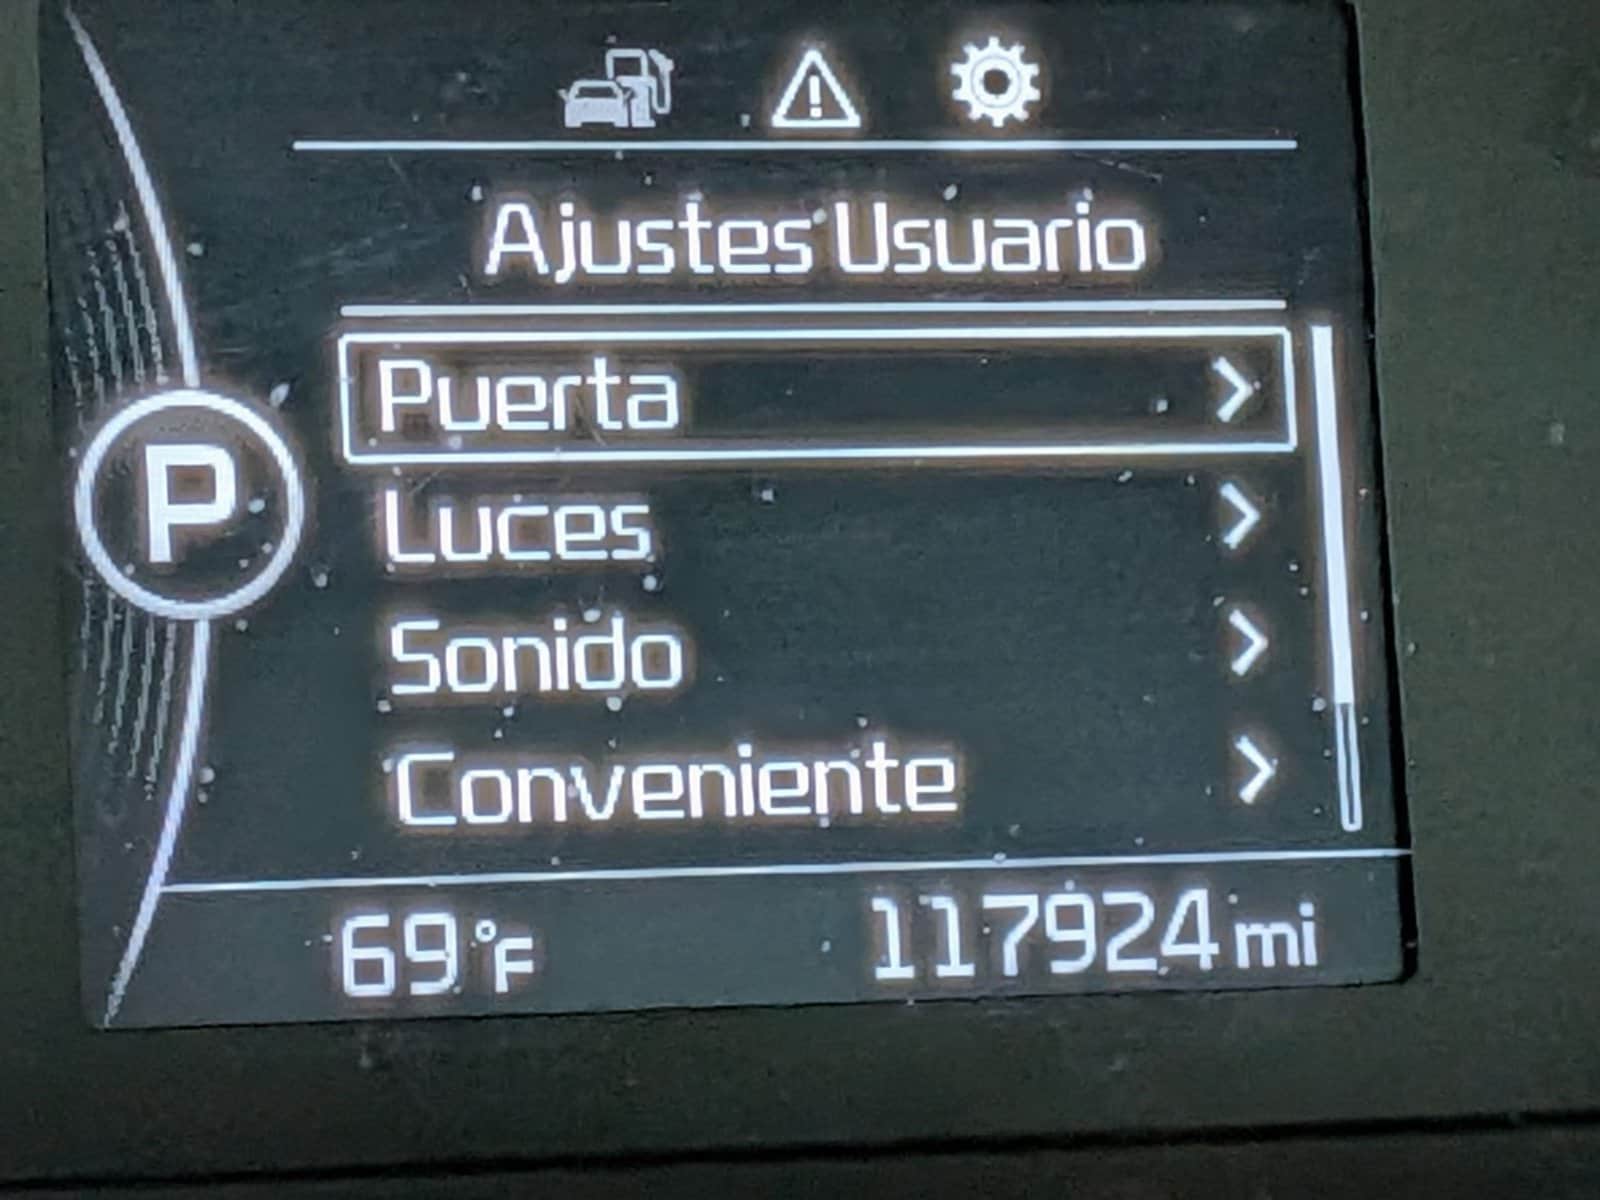 Ajustes Usuario
Puerta
Luces
P
Sonido
Conveniente
69 °F 117924 mi